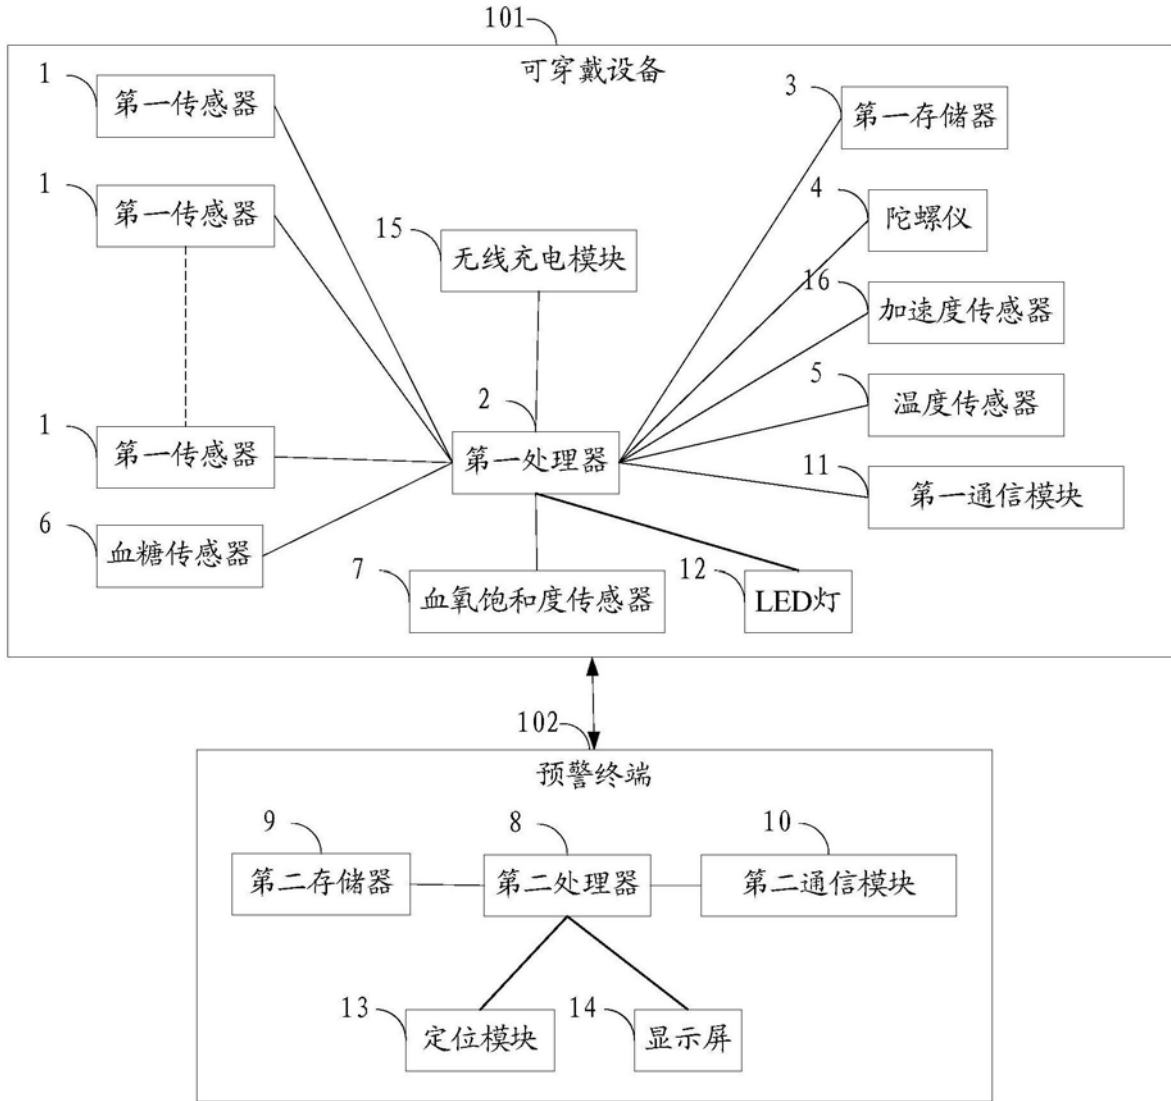 101
可穿戴设备
1
第一传感器
3
第一存储器
1
第一传感器
4
陀螺仪
15
无线充电模块
16
加速度传感器
5
温度传感器
2
第一处理器
1
第一传感器
11
第一通信模块
6
血糖传感器
7
血氧饱和度传感器
12
LED灯
102
预警终端
9
第二存储器
8
第二处理器
10
第二通信模块
13
定位模块
14
显示屏